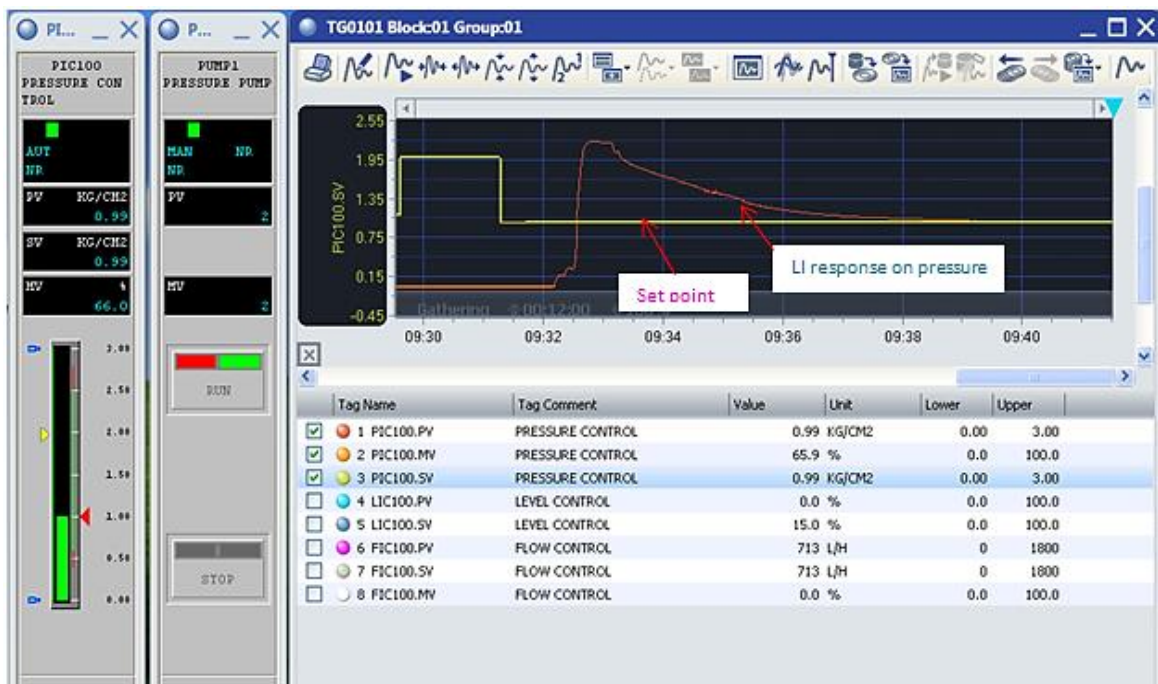 PI...
PIC100
PRESSURE CON
TROL
AUT
NR
PV KG/CM2
0.99
SV KG/CM2
0.99
MV %
66.0
3.00
2.50
2.00
1.50
1.00
0.50
0.00
P...
PUMP1
PRESSURE PUMP
MAN NR
NR
PV
2
MV
2
RUN
STOP
TG0101 Block:01 Group:01
PIC100.SV
2.55
1.95
1.35
0.75
0.15
-0.45
Set point
LI response on pressure
Gathering 00:12:00
09:30 09:32 09:34 09:36 09:38 09:40
Tag Name Tag Comment Value Unit Lower Upper
1 PIC100.PV PRESSURE CONTROL 0.99 KG/CM2 0.00 3.00
2 PIC100.MV PRESSURE CONTROL 65.9 % 0.0 100.0
3 PIC100.SV PRESSURE CONTROL 0.99 KG/CM2 0.00 3.00
4 LIC100.PV LEVEL CONTROL 0.0 % 0.0 100.0
5 LIC100.SV LEVEL CONTROL 15.0 % 0.0 100.0
6 FIC100.PV FLOW CONTROL 713 L/H 0 1800
7 FIC100.SV FLOW CONTROL 713 L/H 0 1800
8 FIC100.MV FLOW CONTROL 0.0 % 0.0 100.0